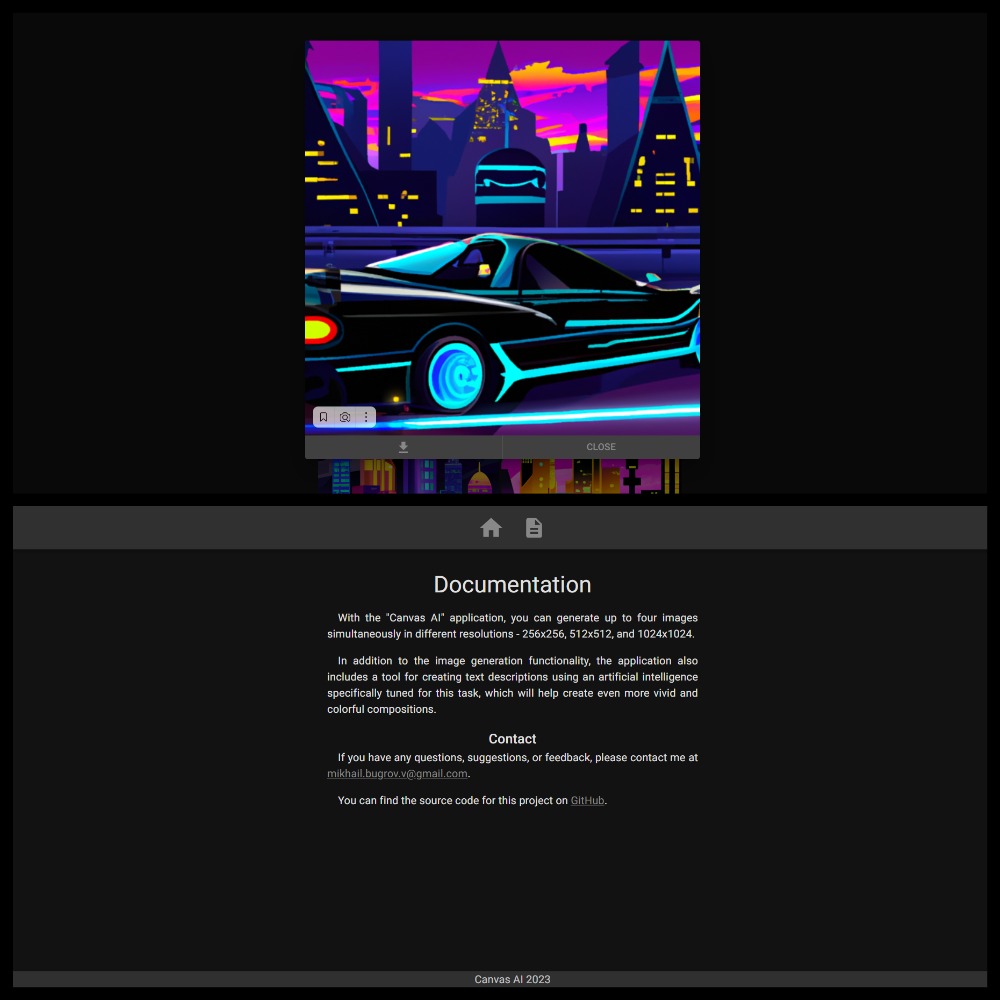 CLOSE
Documentation
With the "Canvas AI" application, you can generate up to four images
simultaneously in different resolutions - 256x256, 512x512, and 1024x1024.
In addition to the image generation functionality, the application also
includes a tool for creating text descriptions using an artificial intelligence
specifically tuned for this task, which will help create even more vivid and
colorful compositions.
Contact
If you have any questions, suggestions, or feedback, please contact me at
mikhail.bugrov.v@gmail.com.
You can find the source code for this project on GitHub.
Canvas AI 2023